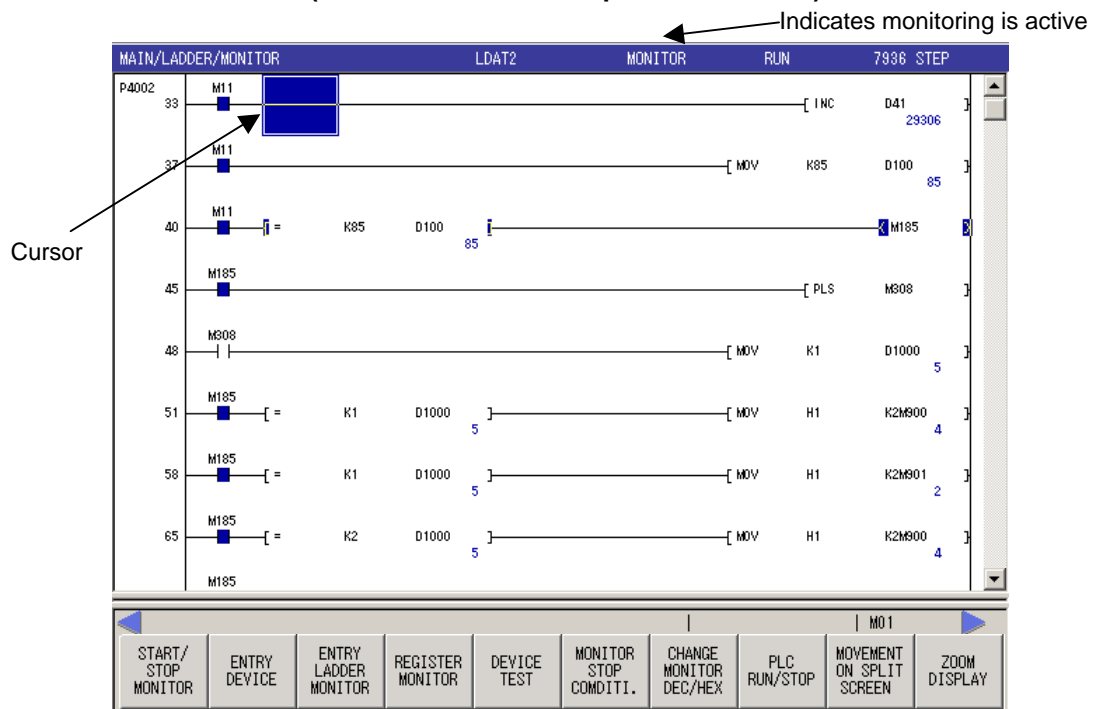 Indicates monitoring is active
MAIN/LADDER/MONITOR LDAT2 MONITOR RUN 7936 STEP
P4002 M11
33 [ INC D41 ]
29306
M11
37 [ MOV K85 D100 ]
85
M11
40 [ = K85 D100 ] < M185 >
85
Cursor
M185
45 [ PLS M308 ]
M308
48 [ MOV K1 D1000 ]
5
M185
51 [ = K1 D1000 ] [ MOV H1 K2M900 ]
5 4
M185
58 [ = K1 D1000 ] [ MOV H1 K2M901 ]
5 2
M185
65 [ = K2 D1000 ] [ MOV H1 K2M900 ]
5 4
M185
| | M01
START/ STOP MONITOR
ENTRY DEVICE
ENTRY LADDER MONITOR
REGISTER MONITOR
DEVICE TEST
MONITOR STOP COMDITI.
CHANGE MONITOR DEC/HEX
PLC RUN/STOP
MOVEMENT ON SPLIT SCREEN
ZOOM DISPLAY